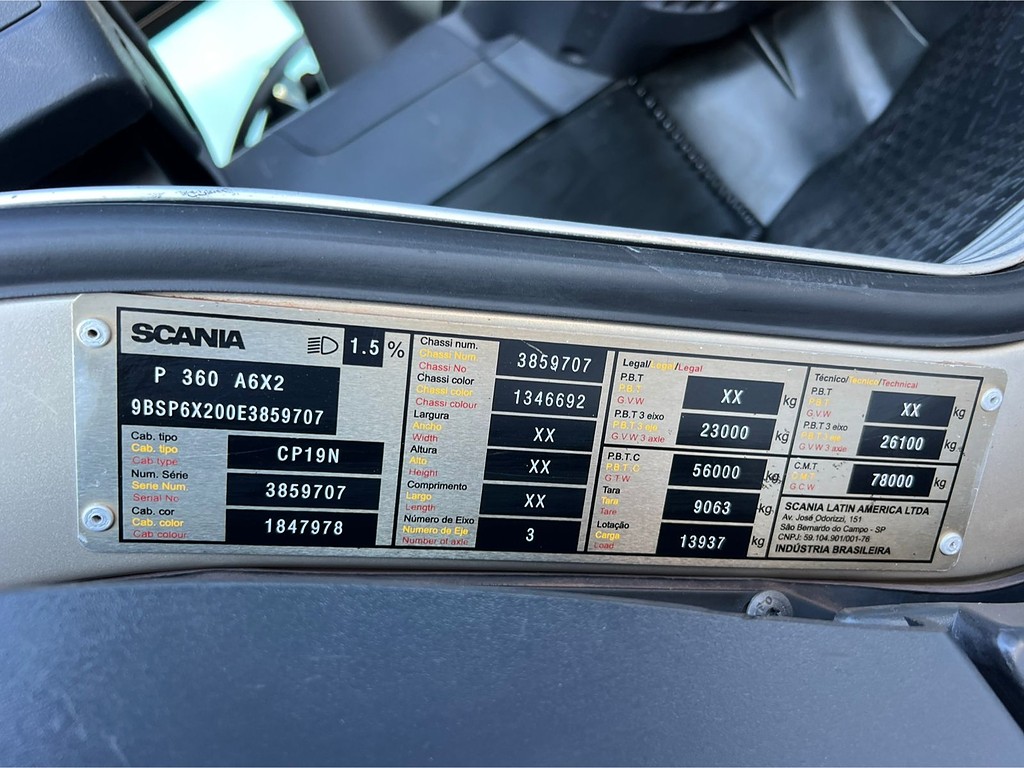 SCANIA
1.5 %
P 360 A6X2
9BSP6X200E3859707
Cab. tipo
Cab. tipo
Cab type
CP19N
Num. Série
Serie Num.
Serial No
3859707
Cab. cor
Cab. color
Cab colour
1847978
Chassi num.
Chassi Num.
Chassi No
3859707
Chassi color
Chassi color
Chassi colour
1346692
Largura
Ancho
Width
XX
Altura
Alto
Height
XX
Comprimento
Largo
Length
XX
Número de Eixo
Número de Eje
Number of axle
3
Legal/Legal/Legal
P.B.T
P.B.T
G.V.W
XX kg
P.B.T 3 eixo
P.B.T 3 eje
G.V.W 3 axle
23000 kg
P.B.T.C
P.B.T.C
G.T.W
56000 kg
Tara
Tara
Tare
9063 kg
Lotação
Carga
Load
13937 kg
Técnico/Técnico/Technical
P.B.T
P.B.T
G.V.W
XX kg
P.B.T 3 eixo
P.B.T 3 eje
G.V.W 3 axle
26100 kg
C.M.T
C.M.T
G.C.W
78000 kg
SCANIA LATIN AMERICA LTDA
Av. José Odorizzi, 151
São Bernardo do Campo - SP
CNPJ: 59.104.901/001-76
INDÚSTRIA BRASILEIRA